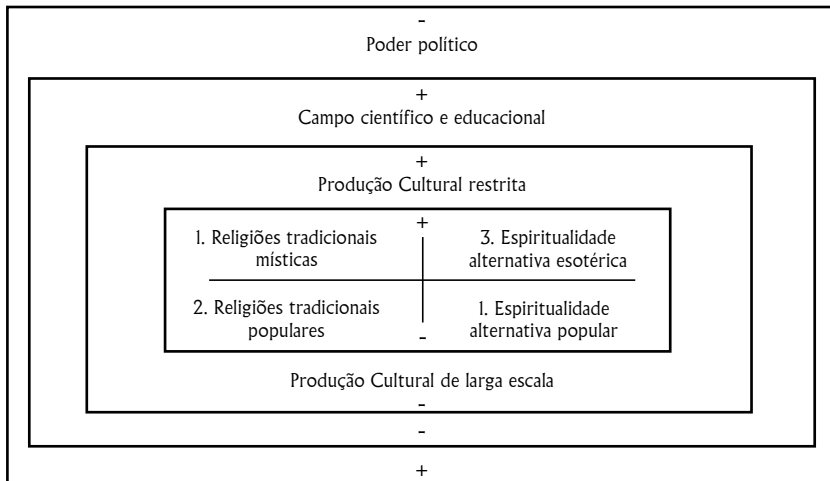 -
Poder político
+
Campo científico e educacional
+
Produção Cultural restrita
+
1. Religiões tradicionais
místicas
3. Espiritualidade
alternativa esotérica
2. Religiões tradicionais
populares
1. Espiritualidade
alternativa popular
-
Produção Cultural de larga escala
-
-
+